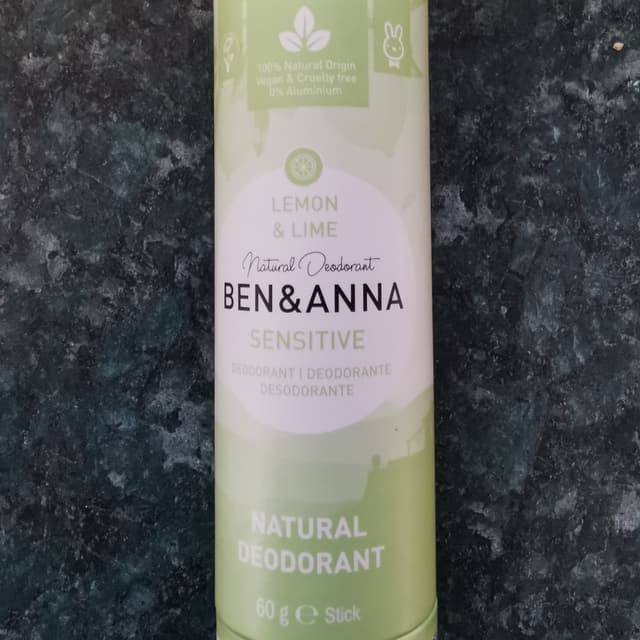 100% Natural Origin
Vegan & Cruelty free
0% Aluminium
LEMON
& LIME
Natural Deodorant
BEN&ANNA
SENSITIVE
DEODORANT | DEODORANTE
DESODORANTE
NATURAL
DEODORANT
60 g ℮ Stick